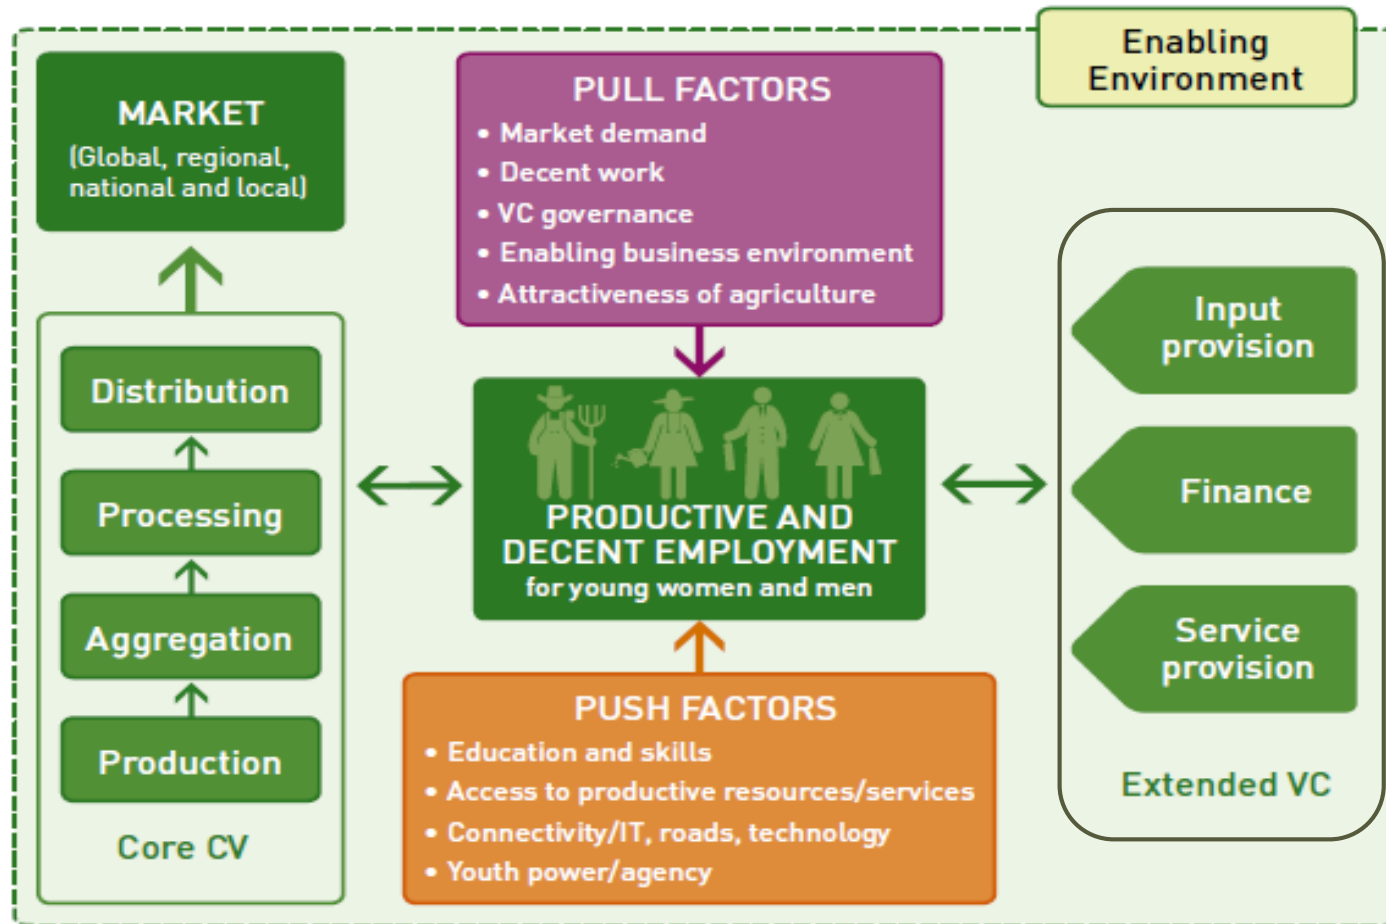 Enabling
Environment
MARKET
(Global, regional,
national and local)
Distribution
Processing
Aggregation
Production
Core CV
PULL FACTORS
• Market demand
• Decent work
• VC governance
• Enabling business environment
• Attractiveness of agriculture
PRODUCTIVE AND
DECENT EMPLOYMENT
for young women and men
PUSH FACTORS
• Education and skills
• Access to productive resources/services
• Connectivity/IT, roads, technology
• Youth power/agency
Input
provision
Finance
Service
provision
Extended VC